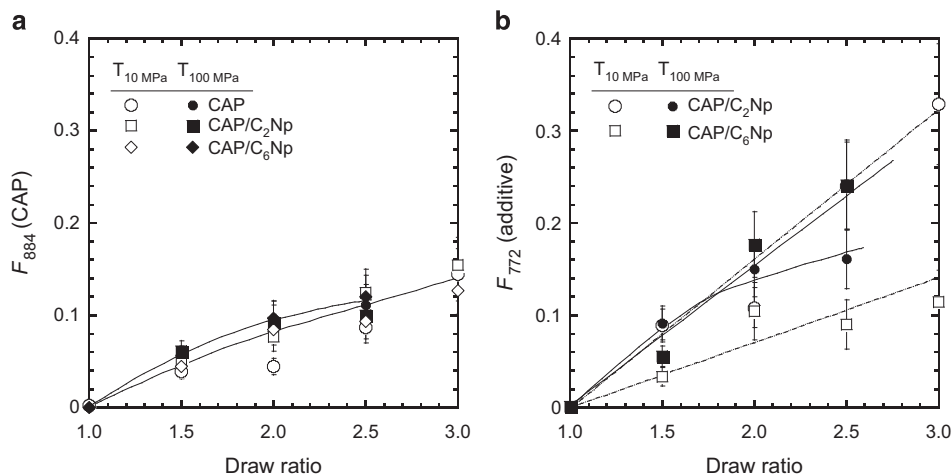 a
0.4
0.3
0.2
0.1
0
F884 (CAP)
T10 MPa T100 MPa
CAP
CAP/C2Np
CAP/C6Np
1.0 1.5 2.0 2.5 3.0
Draw ratio
b
0.4
0.3
0.2
0.1
0
F772 (additive)
T10 MPa T100 MPa
CAP/C2Np
CAP/C6Np
1.0 1.5 2.0 2.5 3.0
Draw ratio